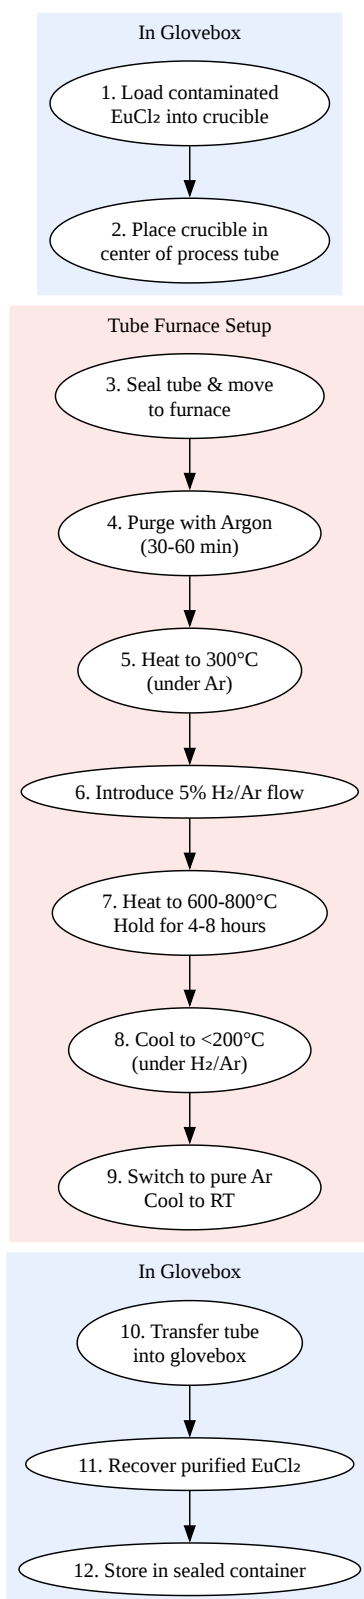 In Glovebox
1. Load contaminated
EuCl₂ into crucible
2. Place crucible in
center of process tube
Tube Furnace Setup
3. Seal tube & move
to furnace
4. Purge with Argon
(30-60 min)
5. Heat to 300°C
(under Ar)
6. Introduce 5% H₂/Ar flow
7. Heat to 600-800°C
Hold for 4-8 hours
8. Cool to <200°C
(under H₂/Ar)
9. Switch to pure Ar
Cool to RT
In Glovebox
10. Transfer tube
into glovebox
11. Recover purified EuCl₂
12. Store in sealed container